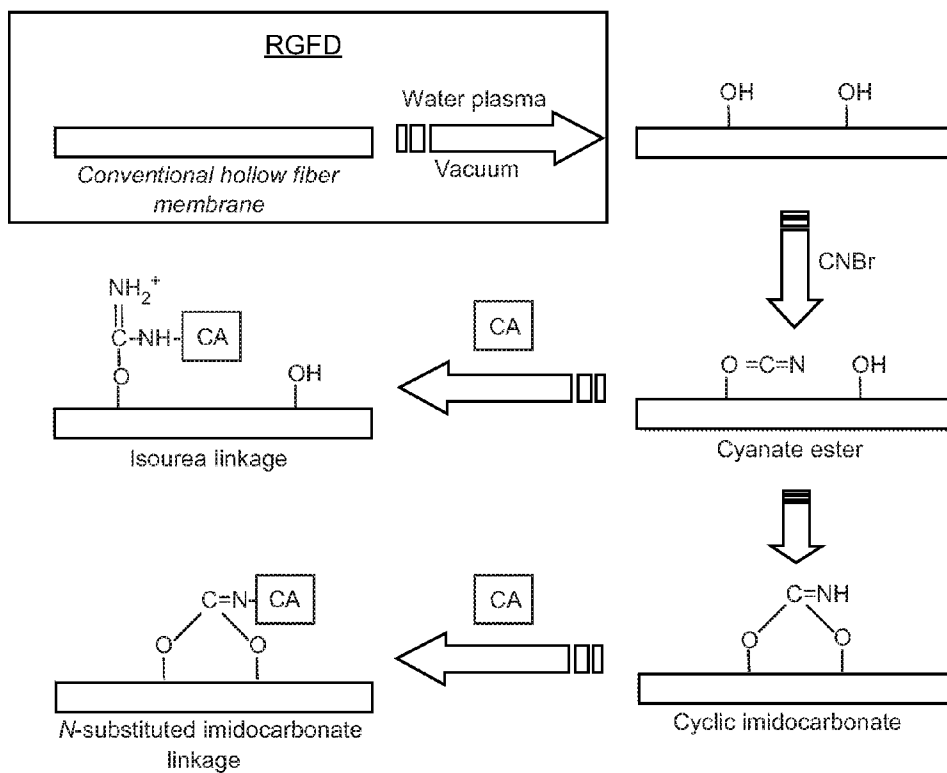 RGFD
Water plasma
Vacuum
Conventional hollow fiber
membrane
OH OH
CNBr
NH2+
C-NH-CA
O
OH
Isourea linkage
CA
O=C=N OH
Cyanate ester
C=N-CA
O O
N-substituted imidocarbonate
linkage
CA
C=NH
O O
Cyclic imidocarbonate